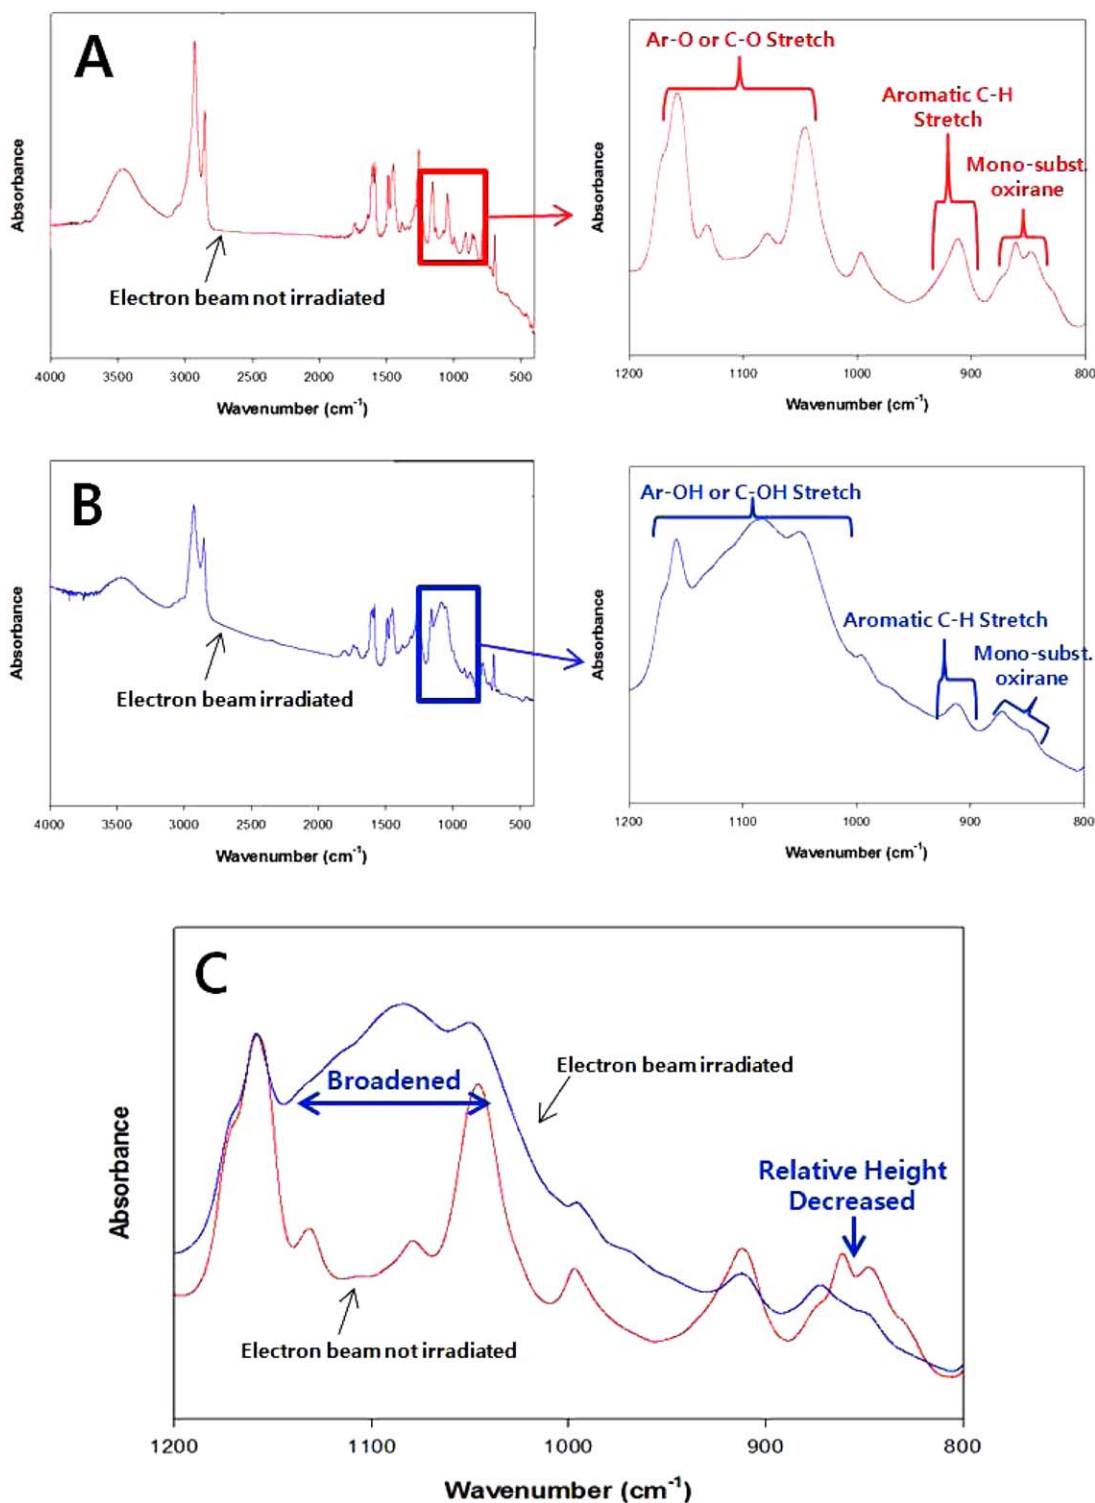 A
Absorbance
Electron beam not irradiated
4000 3500 3000 2500 2000 1500 1000 500
Wavenumber (cm⁻¹)
Ar-O or C-O Stretch
Aromatic C-H
Stretch
Mono-subst.
oxirane
Absorbance
1200 1100 1000 900 800
Wavenumber (cm⁻¹)
B
Absorbance
Electron beam irradiated
4000 3500 3000 2500 2000 1500 1000 500
Wavenumber (cm⁻¹)
Ar-OH or C-OH Stretch
Aromatic C-H Stretch
Mono-subst.
oxirane
Absorbance
1200 1100 1000 900 800
Wavenumber (cm⁻¹)
C
Electron beam irradiated
Broadened
Relative Height
Decreased
Absorbance
Electron beam not irradiated
1200 1100 1000 900 800
Wavenumber (cm⁻¹)